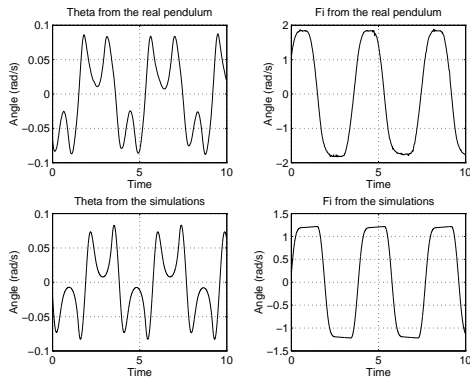 Theta from the real pendulum
0.1
0.05
0
−0.05
−0.1
Angle (rad/s)
0
5
10
Time
Fi from the real pendulum
2
1
0
−1
−2
Angle (rad/s)
0
5
10
Time
Theta from the simulations
0.1
0.05
0
−0.05
−0.1
Angle (rad/s)
0
5
10
Time
Fi from the simulations
1.5
1
0.5
0
−0.5
−1
−1.5
Angle (rad/s)
0
5
10
Time